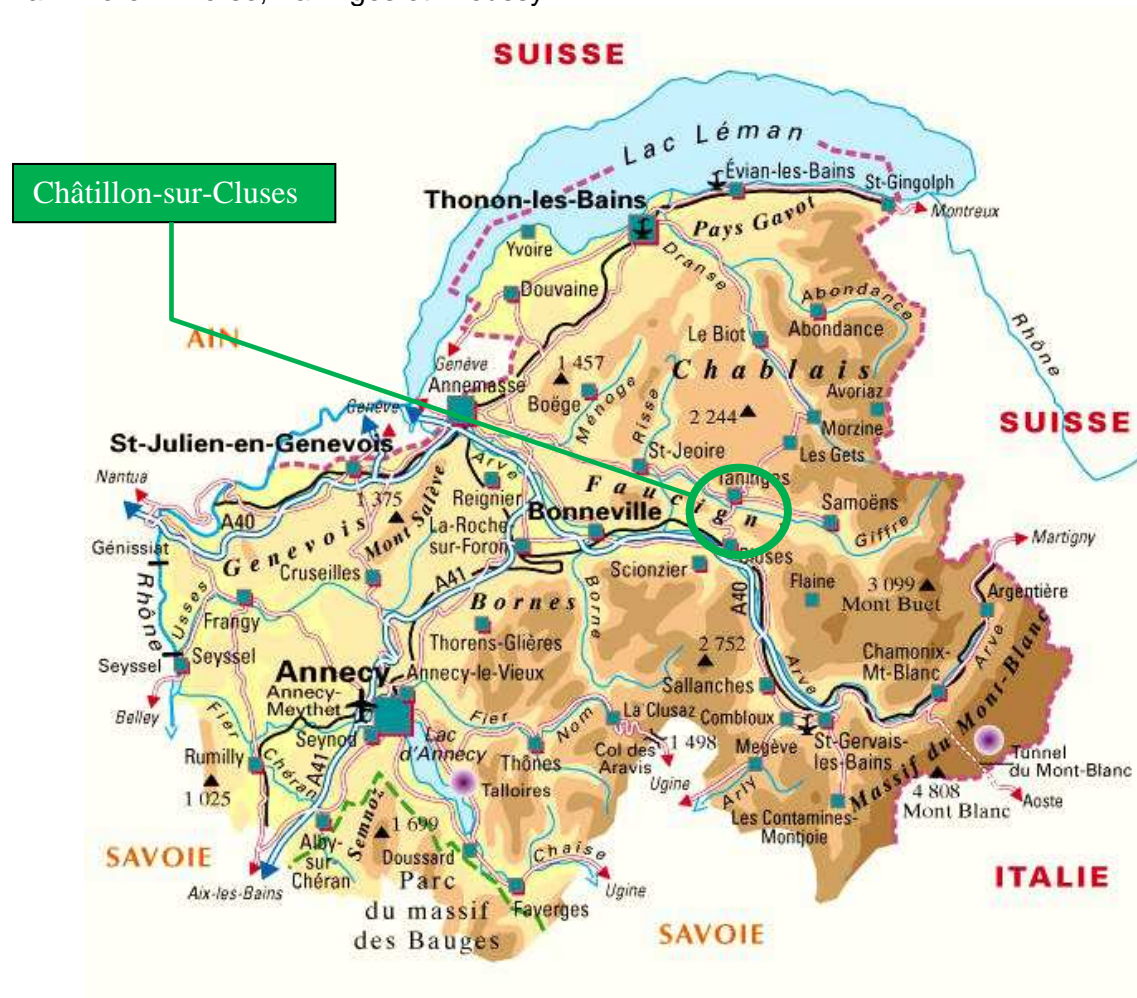 SUISSE
Lac Léman
Châtillon-sur-Cluses
Évian-les-Bains
St-Gingolph
Thonon-les-Bains
Montreux
Pays Gavot
Yvoire
Dranse
Douvaine
Abondance
AIN
Le Biot
Abondance
Rhône
Genève
1 457
Chablais
Annemasse
Avoriaz
Genève
Boëge
Ménage
Risse
2 244
SUISSE
Morzine
St-Julien-en-Genevois
St-Jeoire
Les Gets
Arve
Nantua
Taninges
1 375
Reignier
Faucign
Samoëns
A40
Mont Salève
La-Roche-
sur-Foron
Bonneville
Giffre
Martigny
Génissiat
Genevois
Cluses
Cruseilles
A41
Scionzier
Flaine
3 099
Mont Buet
Argentière
Rhône
Usses
Frangy
Bornes
Borne
A40
Thorens-Glières
2 752
Chamonix-
Mt-Blanc
Arve
Seyssel
Seyssel
Annecy
Annecy-le-Vieux
Arve
Annecy-
Meythet
Sallanches
Belley
Fier
Fier
Nom
La Clusaz
Combloux
Massif du Mont-Blanc
Seynod
Lac
d'Annecy
Col des
Aravis
1 498
Megève
St-Gervais-
les-Bains
Tunnel
du Mont-Blanc
Rumilly
Chéran
A41
Thônes
Ugine
Talloires
Arly
4 808
Mont Blanc
Aoste
1 025
Les Contamines-
Montjoie
Semnoz
1 699
SAVOIE
Alby-
sur-
Chéran
Doussard
Chaise
ITALIE
Aix-les-Bains
Ugine
Parc
du massif
des Bauges
Faverges
SAVOIE